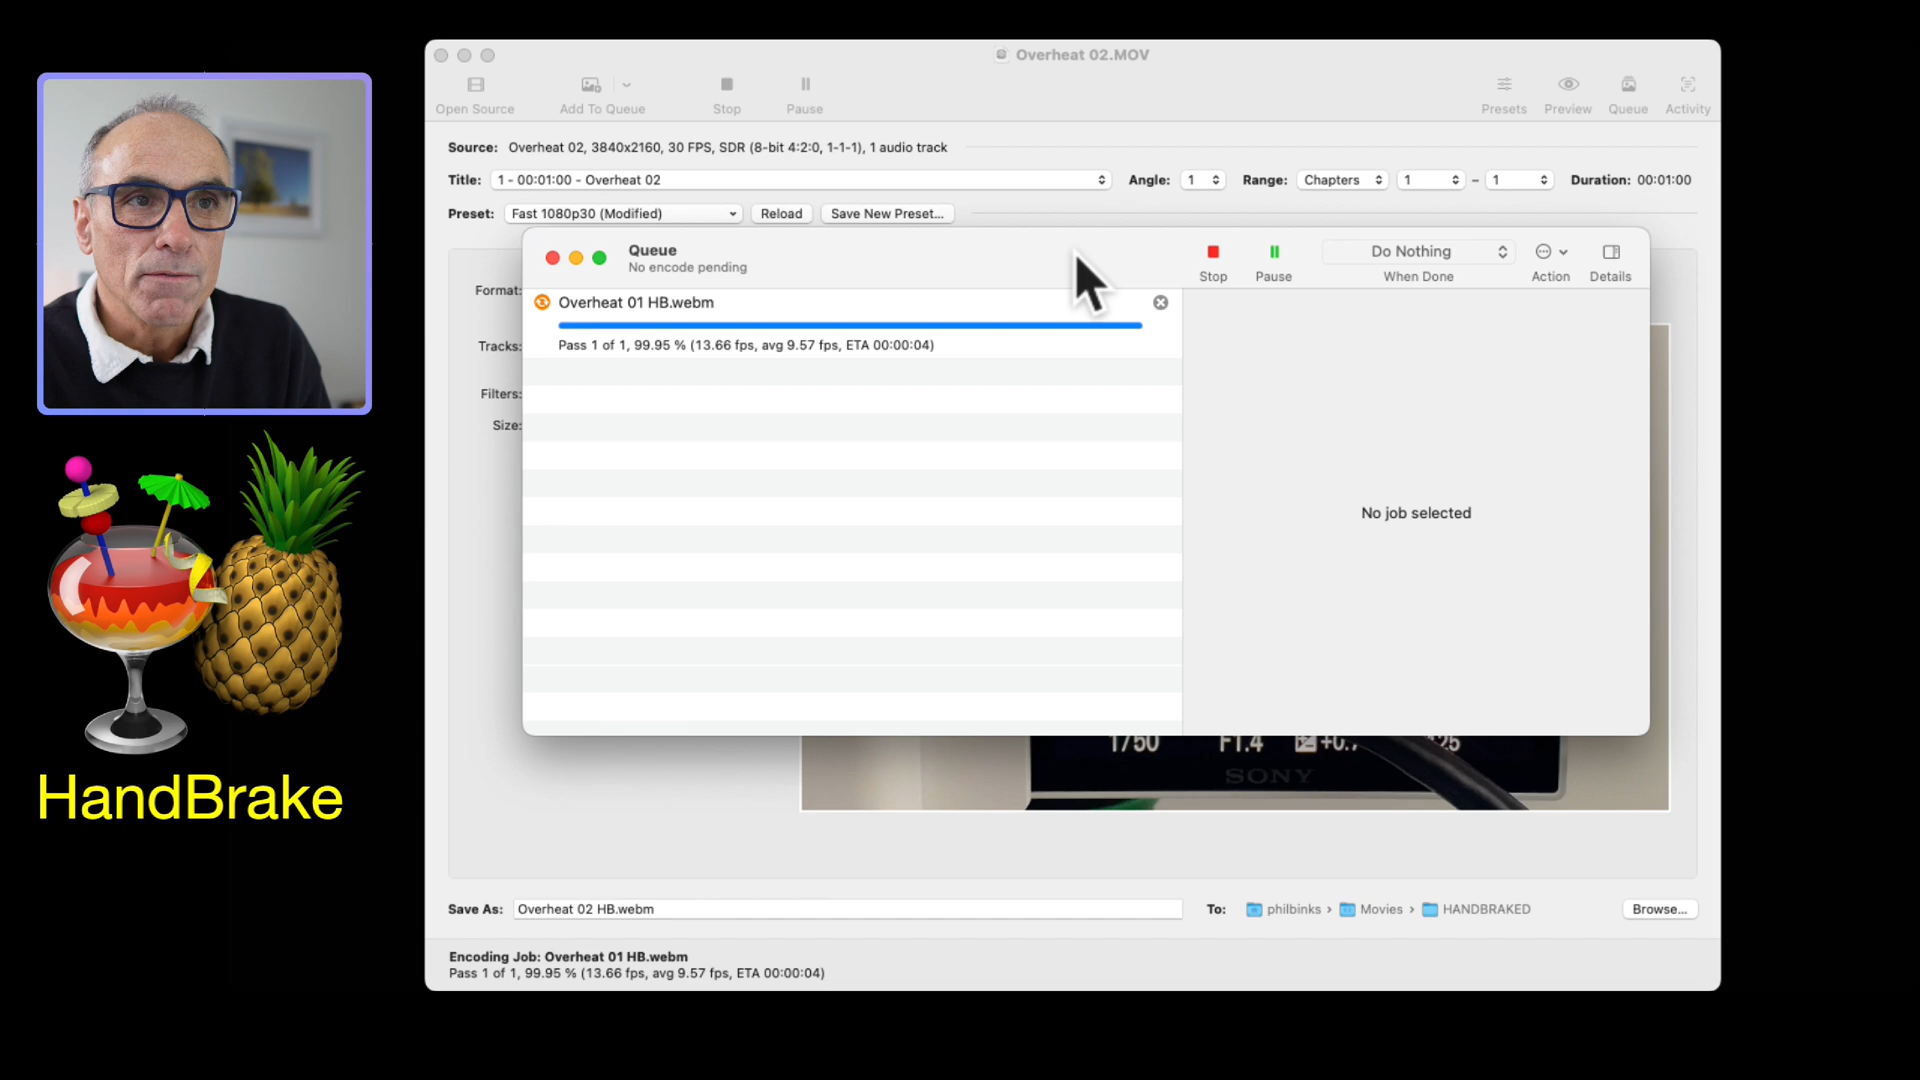 Overheat 02.MOV
Open Source
Add To Queue
Stop
Pause
Presets
Preview
Queue
Activity
Source: Overheat 02, 3840x2160, 30 FPS, SDR (8-bit 4:2:0, 1-1-1), 1 audio track
Title: 1 - 00:01:00 - Overheat 02
Angle: 1
Range: Chapters 1 – 1
Duration: 00:01:00
Preset: Fast 1080p30 (Modified)
Reload
Save New Preset...
Queue
No encode pending
Stop
Pause
Do Nothing
When Done
Action
Details
Format:
Overheat 01 HB.webm
Tracks:
Pass 1 of 1, 99.95 % (13.66 fps, avg 9.57 fps, ETA 00:00:04)
Filters:
Size:
No job selected
1/50 F1.4
SONY
HandBrake
Save As: Overheat 02 HB.webm
To: philbinks › Movies › HANDBRAKED
Browse...
Encoding Job: Overheat 01 HB.webm
Pass 1 of 1, 99.95 % (13.66 fps, avg 9.57 fps, ETA 00:00:04)